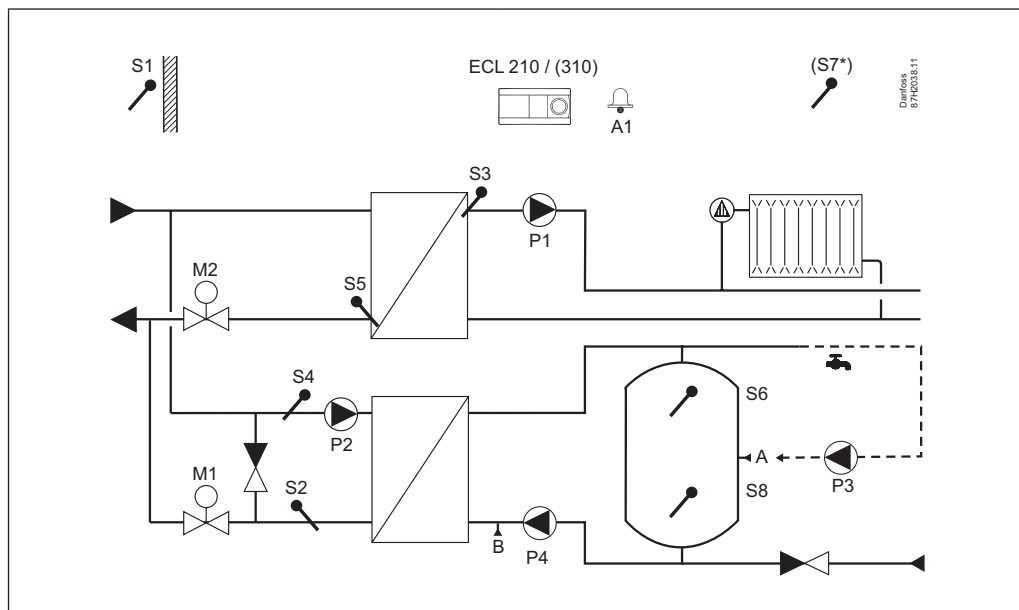 S1
ECL 210 / (310)
(S7*)
Danfoss
87H2038.11
A1
S3
P1
M2
S5
S4
P2
S6
A
P3
M1
S2
S8
B
P4